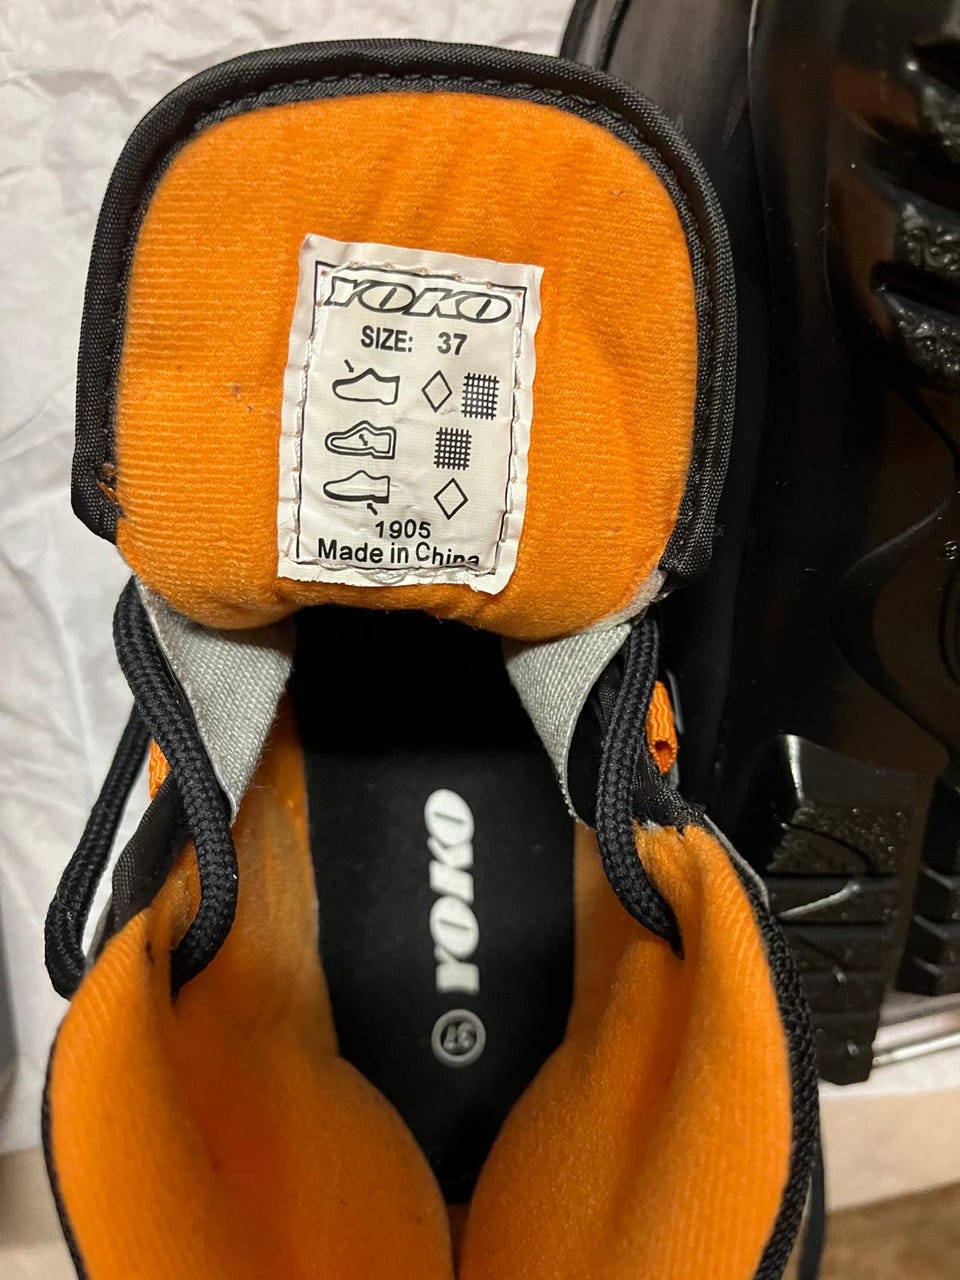 YOKO
SIZE: 37
1905
Made in China
YOKO
37